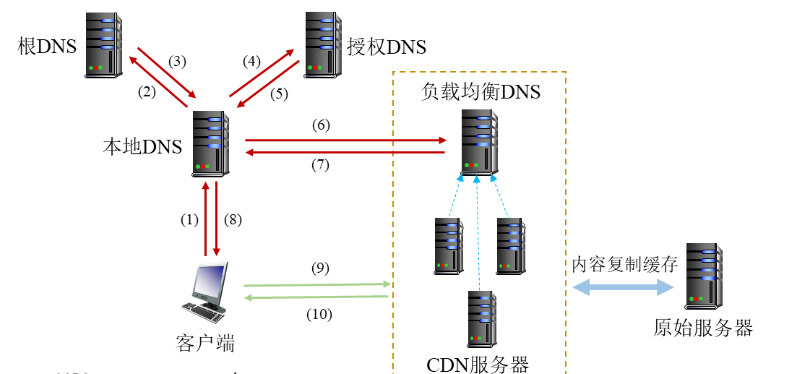 根DNS
授权DNS
(3)
(4)
(2)
(5)
负载均衡DNS
本地DNS
(6)
(7)
(1)
(8)
(9)
(10)
内容复制缓存
客户端
原始服务器
CDN服务器